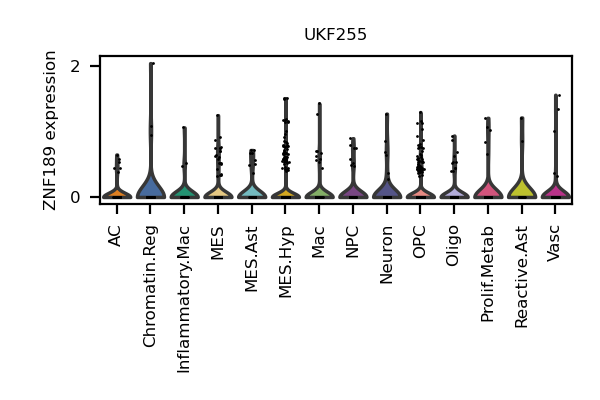 UKF255
ZNF189 expression
2
0
AC
Chromatin.Reg
Inflammatory.Mac
MES
MES.Ast
MES.Hyp
Mac
NPC
Neuron
OPC
Oligo
Prolif.Metab
Reactive.Ast
Vasc